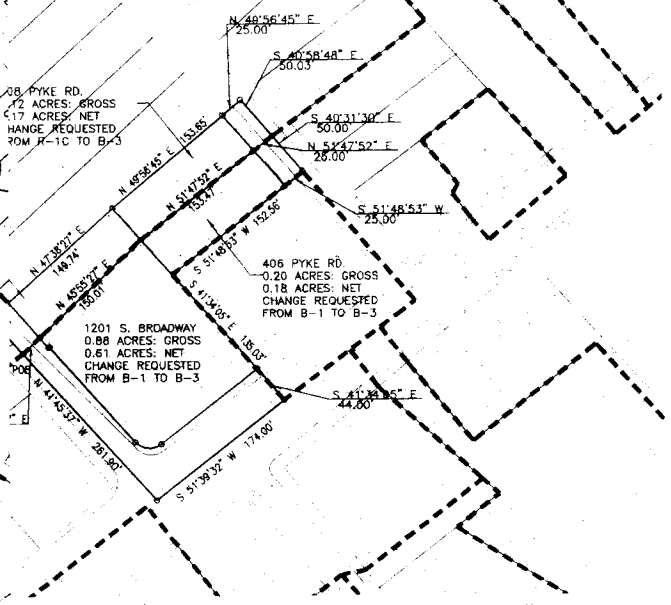 N 49°56'45" E
25.00'
S 40°58'48" E
50.03'
08 PYKE RD.
.12 ACRES: GROSS
.17 ACRES: NET
HANGE REQUESTED
ROM R-1C TO B-3
S 40°31'30" E
50.00'
N 51°47'52" E
25.00'
N 49°58'45" E 153.65'
N 51°47'52" E
153.47'
S 51°48'53" W
25.00'
S 51°48'53" W 152.56'
N 47°38'27" E
149.74'
N 45°55'27" E
150.01'
406 PYKE RD.
0.20 ACRES: GROSS
0.18 ACRES: NET
CHANGE REQUESTED
FROM B-1 TO B-3
S 41°34'05" E 135.03'
1201 S. BROADWAY
0.88 ACRES: GROSS
0.61 ACRES: NET
CHANGE REQUESTED
FROM B-1 TO B-3
POB
S 41°34'05" E
44.00'
" E
N 41°45'37" W 261.90'
S 51°39'32" W 174.00'